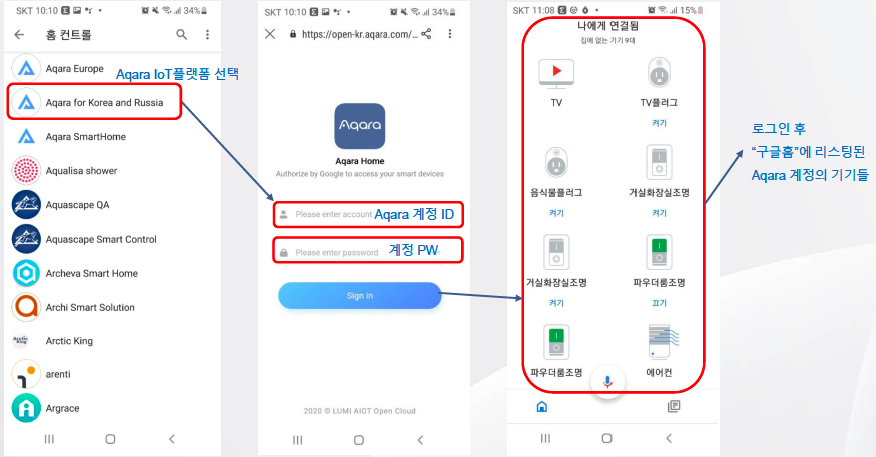 SKT 10:10
34%
홈 컨트롤
Aqara Europe
Aqara for Korea and Russia
Aqara SmartHome
Aqualisa shower
Aquascape QA
Aquascape Smart Control
Archeva Smart Home
Archi Smart Solution
Arctic King
arenti
Argrace
Aqara IoT플랫폼 선택
SKT 10:10
34%
https://open-kr.aqara.com/...
Aqara
Aqara Home
Authorize by Google to access your smart devices
Please enter account
Aqara 계정 ID
Please enter password
계정 PW
Sign in
2020 © LUMI AIOT Open Cloud
SKT 11:08
15%
나에게 연결됨
집에 없는 기기 9대
TV
TV플러그
켜기
음식물플러그
거실화장실조명
켜기
켜기
거실화장실조명
파우더룸조명
켜기
끄기
파우더룸조명
에어컨
로그인 후
“구글홈”에 리스팅된
Aqara 계정의 기기들